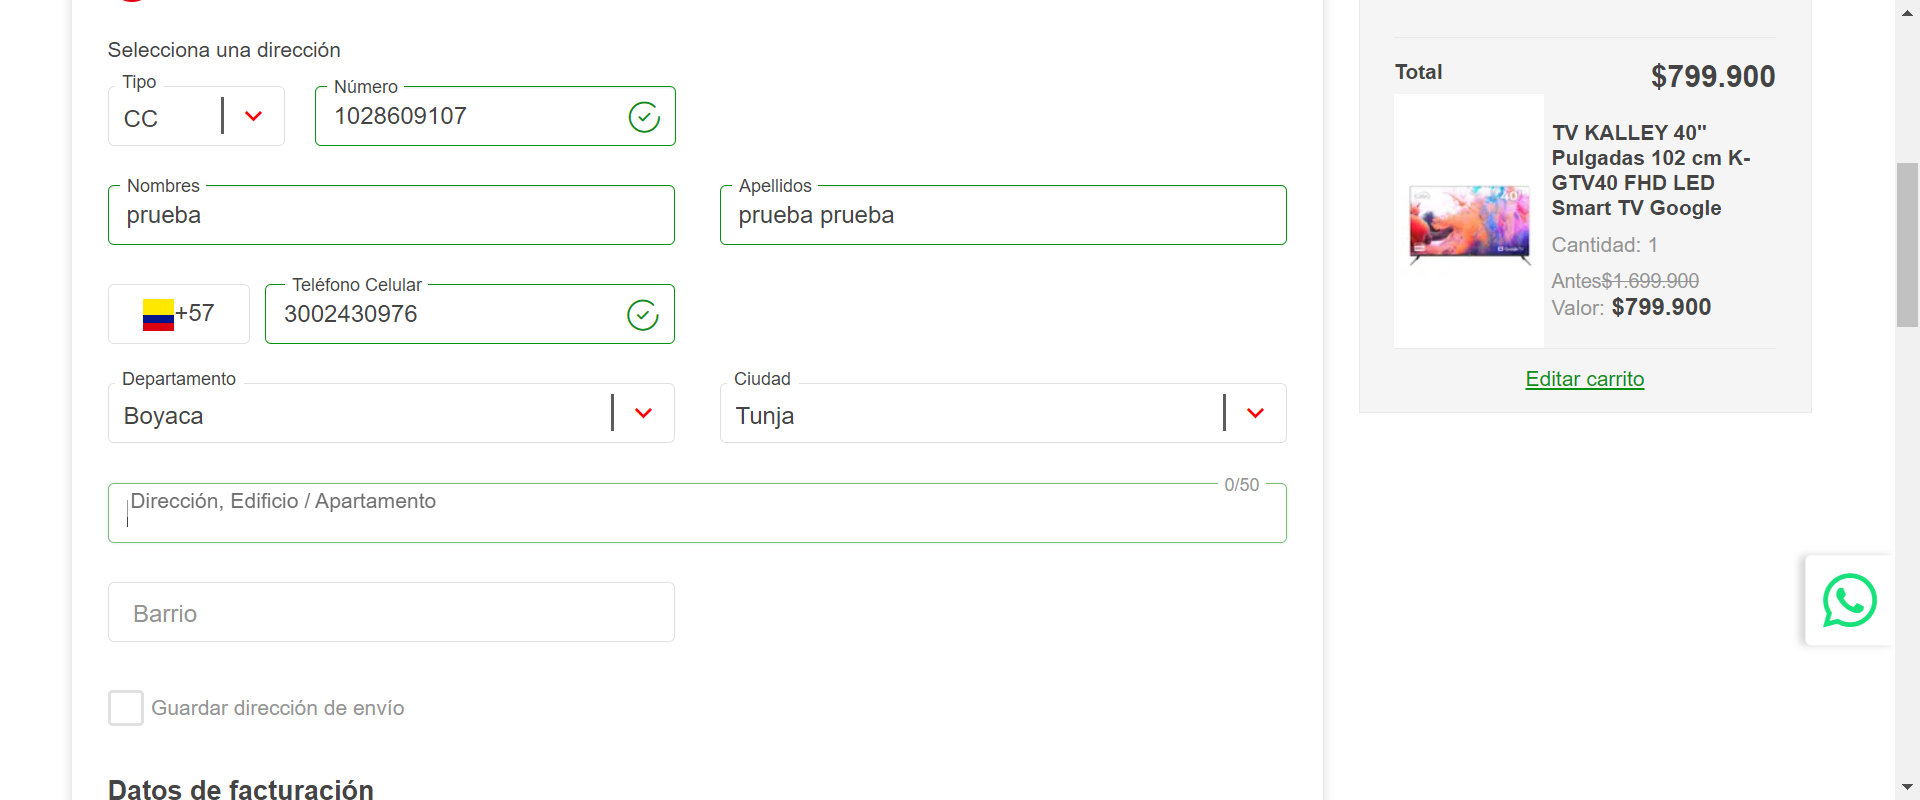 Selecciona una dirección
Tipo
CC
Número
1028609107
Nombres
prueba
Apellidos
prueba prueba
+57
Teléfono Celular
3002430976
Departamento
Boyaca
Ciudad
Tunja
0/50
Dirección, Edificio / Apartamento
Barrio
Guardar dirección de envío
Datos de facturación
Total
$799.900
TV KALLEY 40"
Pulgadas 102 cm K-
GTV40 FHD LED
Smart TV Google
Cantidad: 1
Antes$1.699.900
Valor: $799.900
Editar carrito